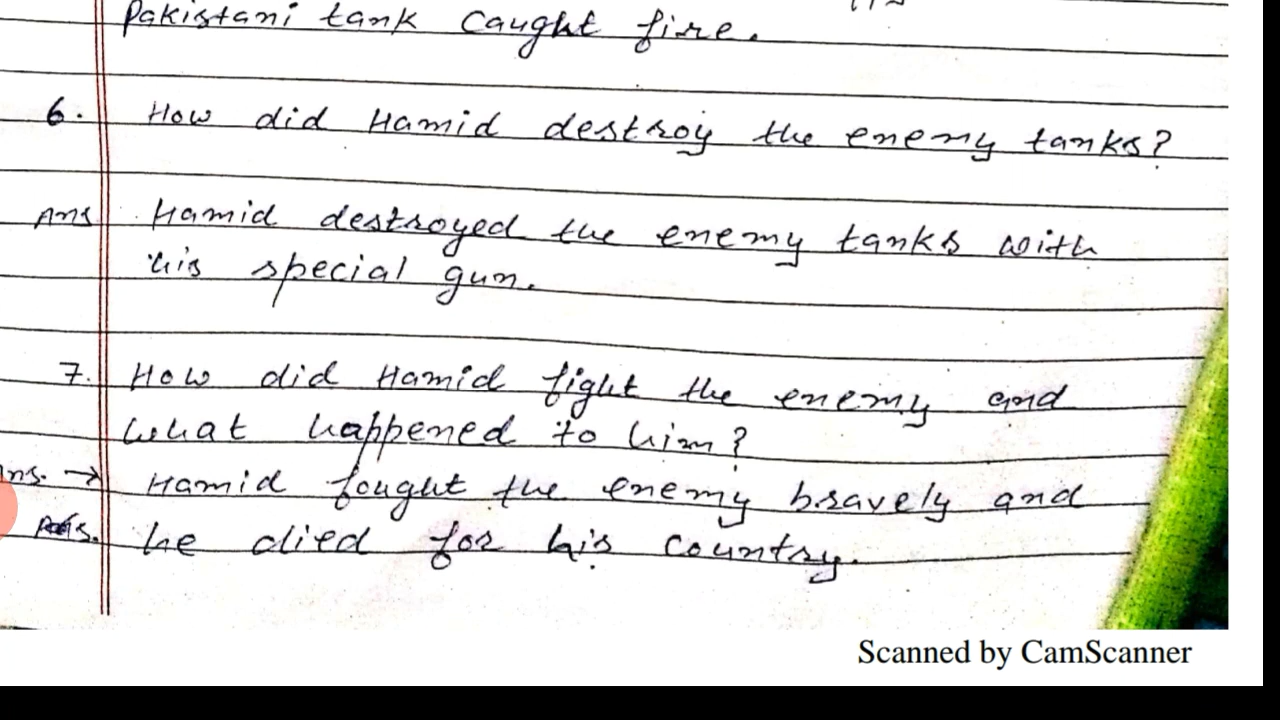 Pakistani tank caught fire.
6. How did Hamid destroy the enemy tanks?
Ans Hamid destroyed the enemy tanks with
his special gun.
7. How did Hamid fight the enemy and
what happened to him?
Ans. → Hamid fought the enemy bravely and
he died for his country.
Scanned by CamScanner